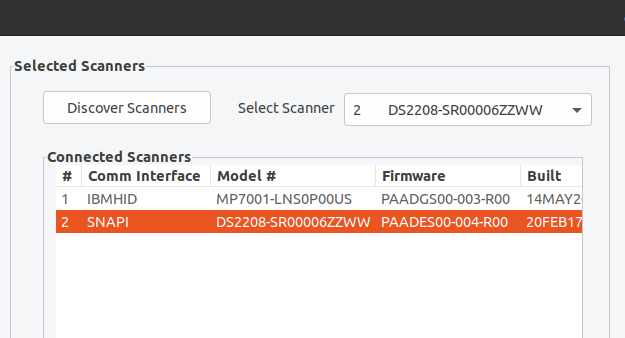 Selected Scanners
Discover Scanners Select Scanner 2 DS2208-SR00006ZZWW
Connected Scanners
# Comm Interface Model # Firmware Built
1 IBMHID MP7001-LNS0P00US PAADGS00-003-R00 14MAY2
2 SNAPI DS2208-SR00006ZZWW PAADES00-004-R00 20FEB17